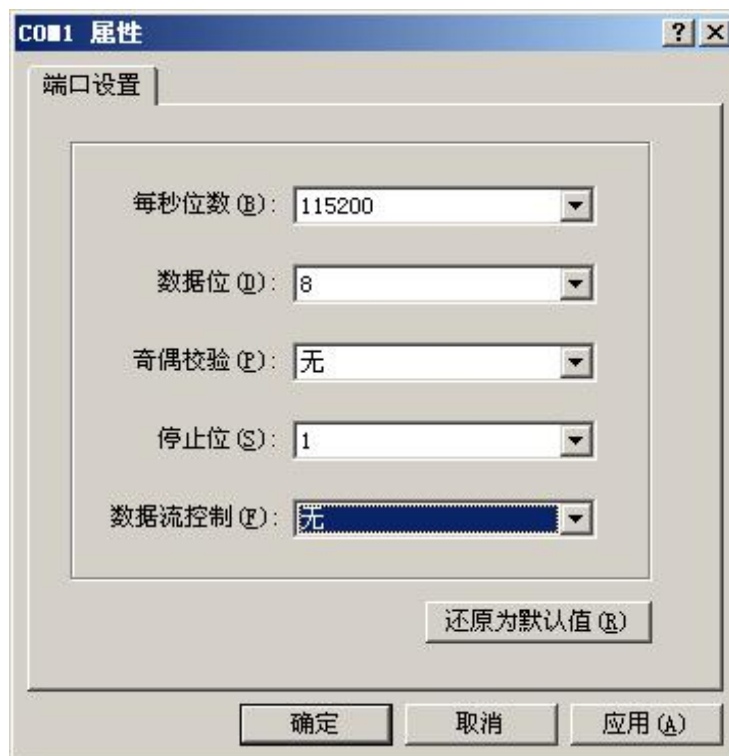 COM1 属性
端口设置
每秒位数(B): 115200
数据位(D): 8
奇偶校验(P): 无
停止位(S): 1
数据流控制(F): 无
还原为默认值(R)
确定 取消 应用(A)